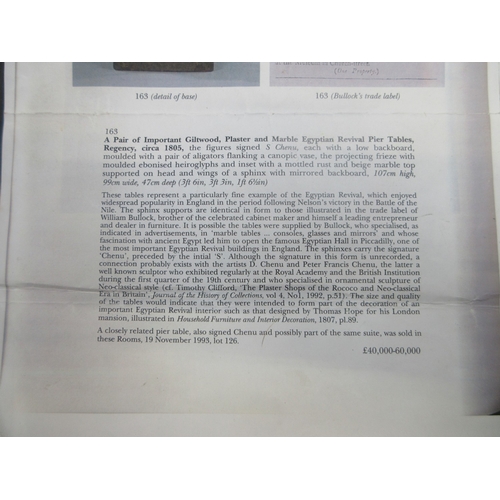 (Rue Propriety)
163 (detail of base)
163 (Bullock's trade label)
163
A Pair of Important Giltwood, Plaster and Marble Egyptian Revival Pier Tables,
Regency, circa 1805, the figures signed S Chenu, each with a low backboard,
moulded with a pair of aligators flanking a canopic vase, the projecting frieze with
moulded ebonised heiroglyphs and inset with a mottled rust and beige marble top
supported on head and wings of a sphinx with mirrored backboard, 107cm high,
99cm wide, 47cm deep (3ft 6in, 3ft 3in, 1ft 6½in)
These tables represent a particularly fine example of the Egyptian Revival, which enjoyed
widespread popularity in England in the period following Nelson's victory in the Battle of the
Nile. The sphinx supports are identical in form to those illustrated in the trade label of
William Bullock, brother of the celebrated cabinet maker and himself a leading entrepreneur
and dealer in furniture. It is possible the tables were supplied by Bullock, who specialised, as
indicated in advertisements, in 'marble tables ... consoles, glasses and mirrors' and whose
fascination with ancient Egypt led him to open the famous Egyptian Hall in Piccadilly, one of
the most important Egyptian Revival buildings in England. The sphinxes carry the signature
'Chenu', preceded by the intial 'S'. Although the signature in this form is unrecorded, a
connection probably exists with the artists D. Chenu and Peter Francis Chenu, the latter a
well known sculptor who exhibited regularly at the Royal Academy and the British Institution
during the first quarter of the 19th century and who specialised in ornamental sculpture of
Neo-classical style (cf. Timothy Clifford, 'The Plaster Shops of the Rococo and Neo-classical
Era in Britain', Journal of the History of Collections, vol 4, No1, 1992, p.51). The size and quality
of the tables would indicate that they were intended to form part of the decoration of an
important Egyptian Revival interior such as that designed by Thomas Hope for his London
mansion, illustrated in Household Furniture and Interior Decoration, 1807, pl.89.
A closely related pier table, also signed Chenu and possibly part of the same suite, was sold in
these Rooms, 19 November 1993, lot 126.
£40,000-60,000